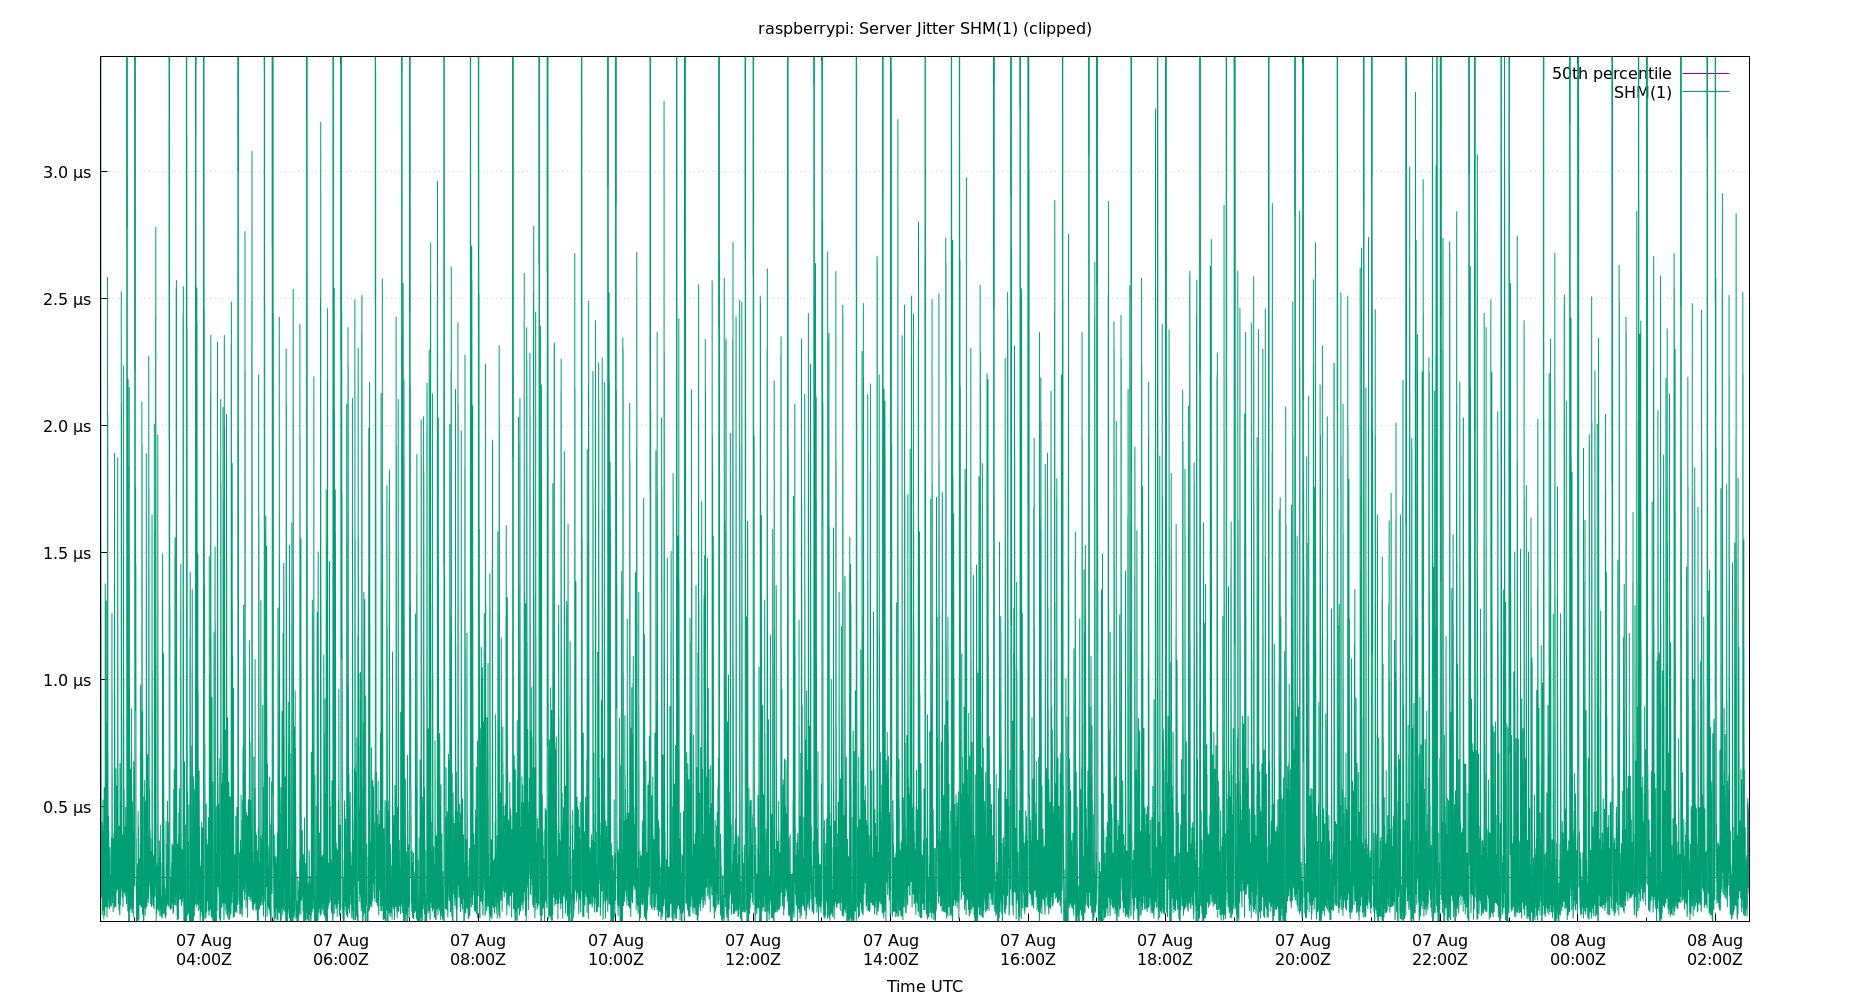 raspberrypi: Server Jitter SHM(1) (clipped)
50th percentile
SHM(1)
3.0 µs
2.5 µs
2.0 µs
1.5 µs
1.0 µs
0.5 µs
07 Aug 07 Aug 07 Aug 07 Aug 07 Aug 07 Aug 07 Aug 07 Aug 07 Aug 07 Aug 08 Aug 08 Aug
04:00Z 06:00Z 08:00Z 10:00Z 12:00Z 14:00Z 16:00Z 18:00Z 20:00Z 22:00Z 00:00Z 02:00Z
Time UTC